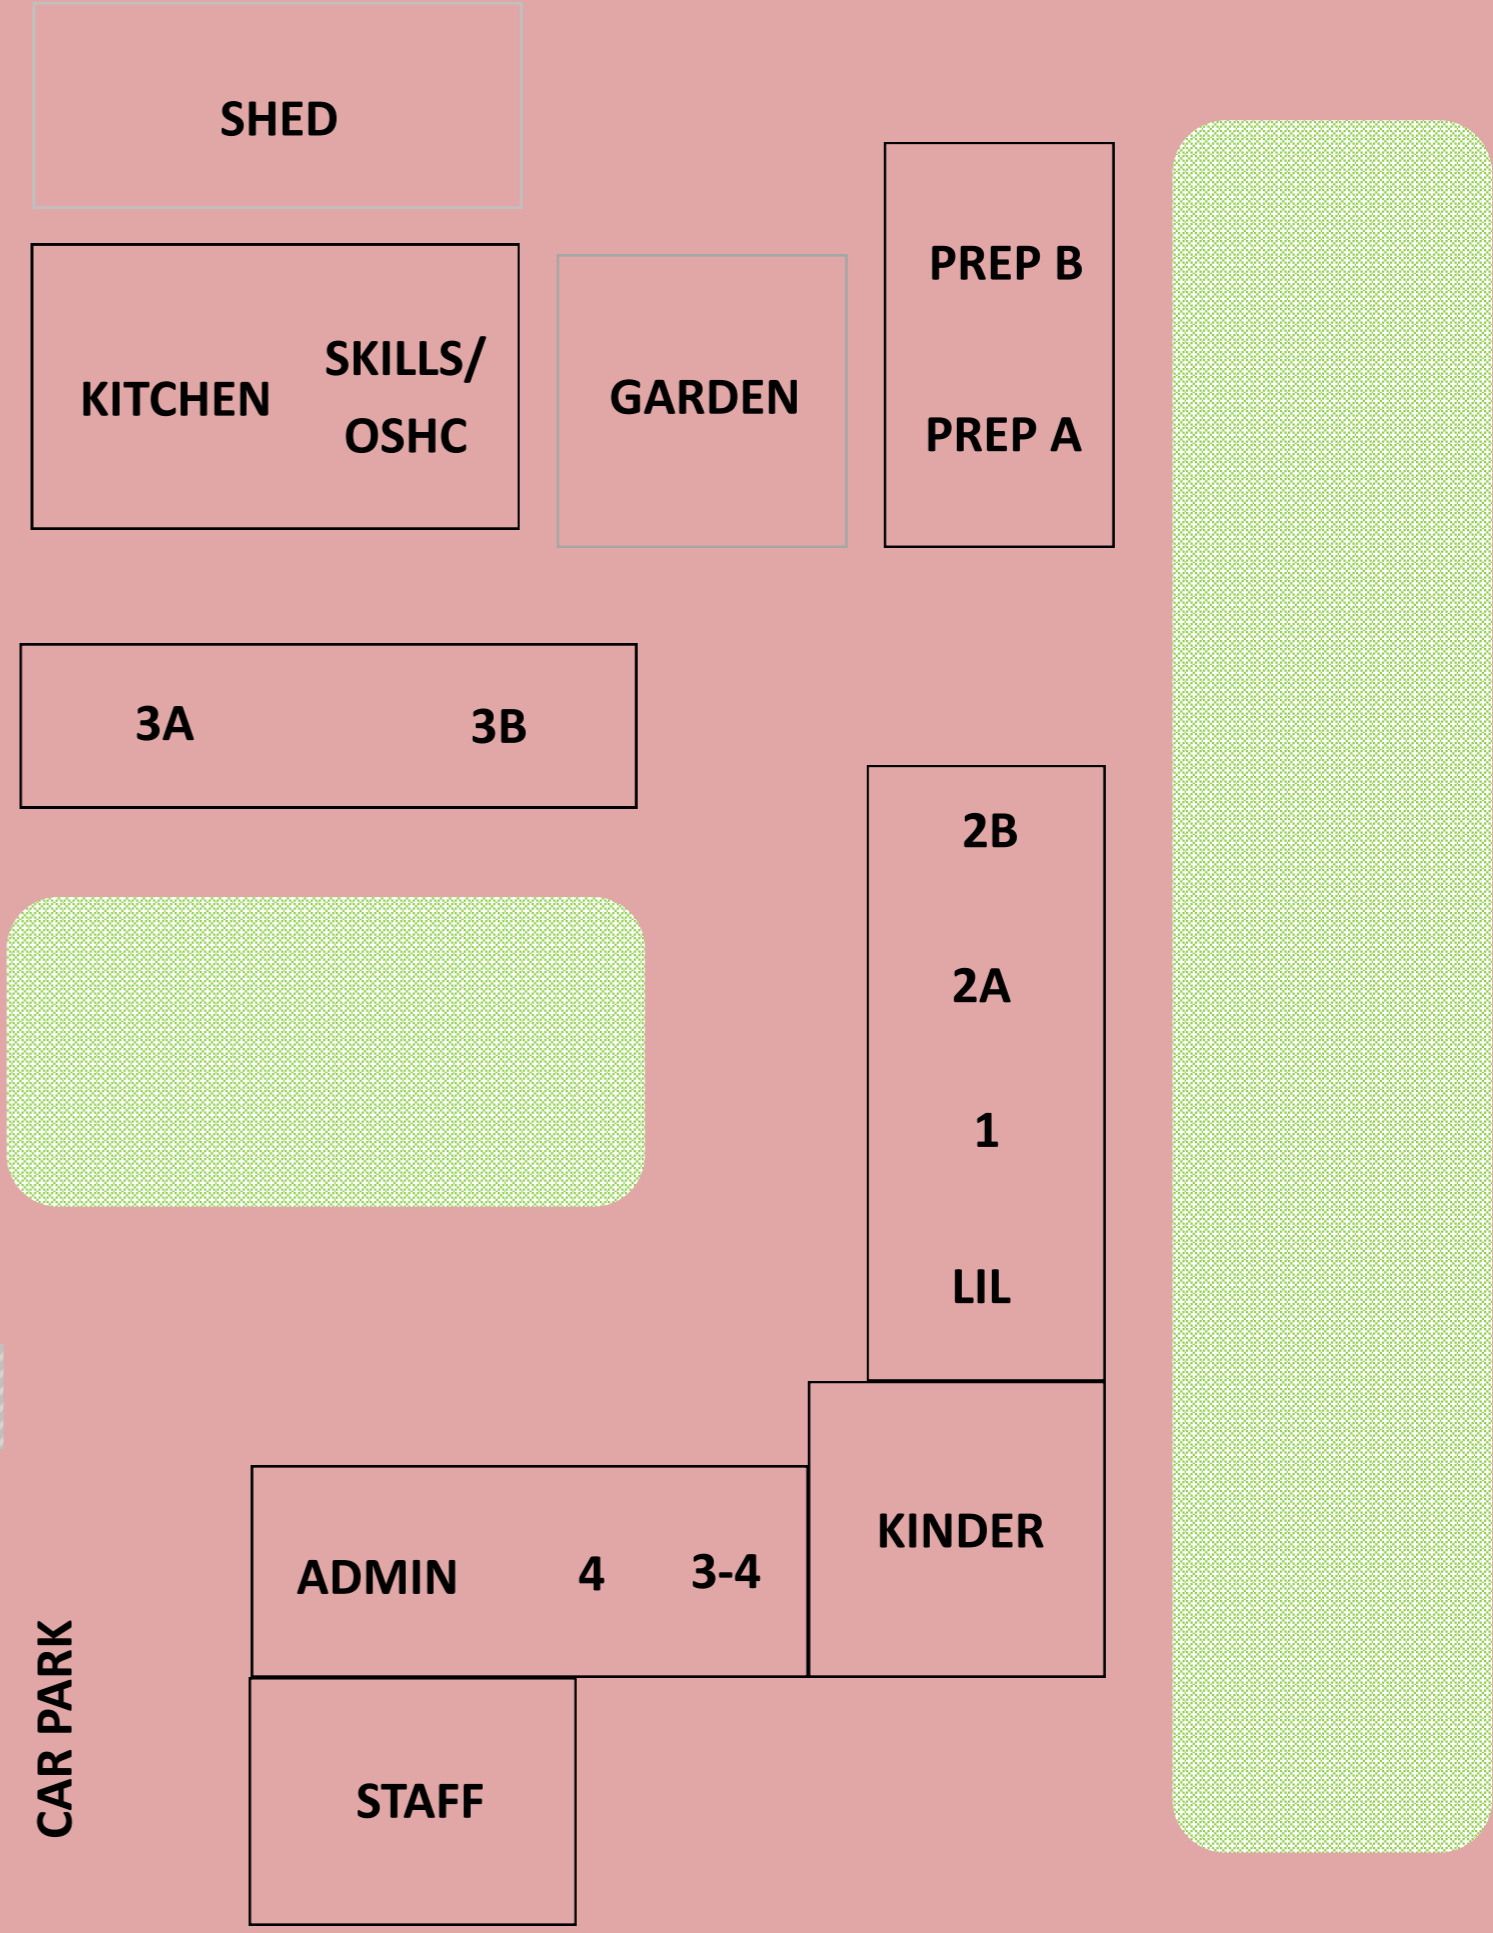 SHED
KITCHEN
SKILLS/
OSHC
GARDEN
PREP B
PREP A
3A
3B
2B
2A
1
LIL
KINDER
ADMIN
4
3-4
CAR PARK
STAFF